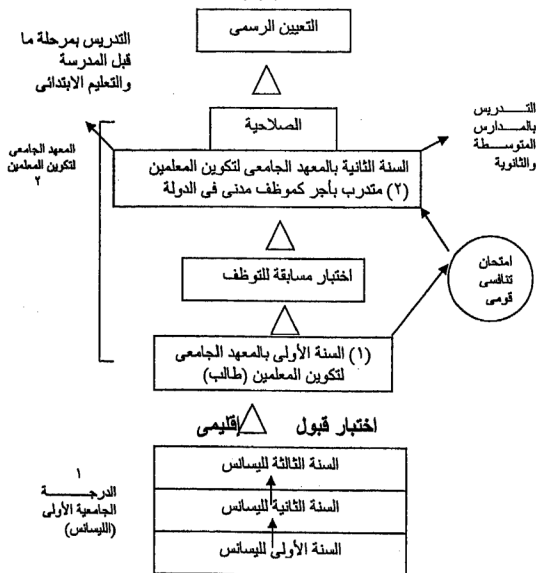 التعيين الرسمى
التدريس بمرحلة ما
قبل المدرسة
والتعليم الابتدائى
الصلاحية
التـــــدريس
بالمـــدارس
المتوسطة
والثانوية
المعهد الجامعى
لتكوين المعلمين
٢
السنة الثانية بالمعهد الجامعى لتكوين المعلمين
(٢) متدرب بأجر كموظف مدنى فى الدولة
اختبار مسابقة للتوظف
امتحان
تنافسى
قومى
(١) السنة الأولى بالمعهد الجامعى
لتكوين المعلمين (طالب)
اختبار قبول إقليمى
السنة الثالثة لليسانس
١
الدرجـــــة
الجامعية الأولى
(الليسانس)
السنة الثانية لليسانس
السنة الأولى لليسانس